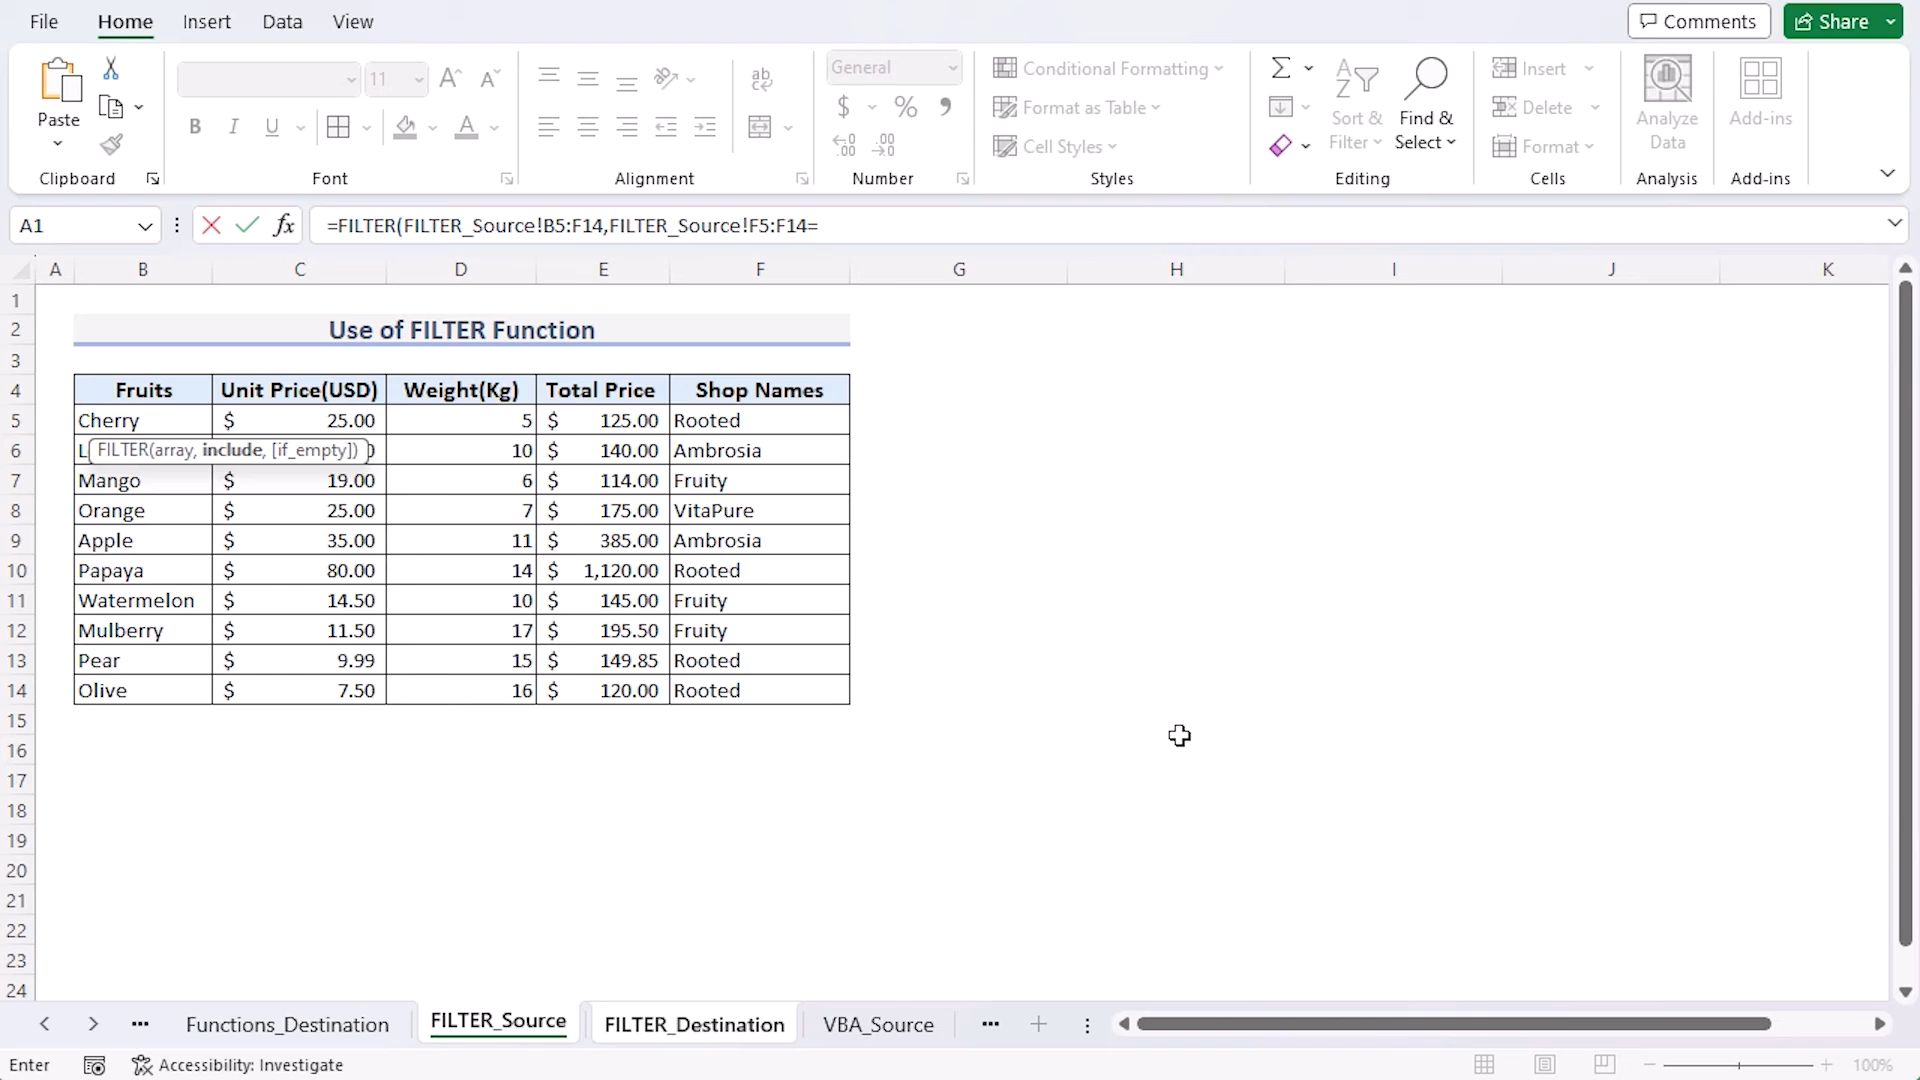 File Home Insert Data View Comments Share
Paste
11
General
Conditional Formatting
Format as Table
Cell Styles
Sort & Filter
Find & Select
Insert
Delete
Format
Analyze Data
Add-ins
B I U A $ % ,
Clipboard Font Alignment Number Styles Editing Cells Analysis Add-ins
A1 fx =FILTER(FILTER_Source!B5:F14,FILTER_Source!F5:F14=
A B C D E F G H I J K
1
2 Use of FILTER Function
3
4 Fruits Unit Price(USD) Weight(Kg) Total Price Shop Names
5 Cherry $ 25.00 5 $ 125.00 Rooted
6 L FILTER(array, include, [if_empty]) 10 $ 140.00 Ambrosia
7 Mango $ 19.00 6 $ 114.00 Fruity
8 Orange $ 25.00 7 $ 175.00 VitaPure
9 Apple $ 35.00 11 $ 385.00 Ambrosia
10 Papaya $ 80.00 14 $ 1,120.00 Rooted
11 Watermelon $ 14.50 10 $ 145.00 Fruity
12 Mulberry $ 11.50 17 $ 195.50 Fruity
13 Pear $ 9.99 15 $ 149.85 Rooted
14 Olive $ 7.50 16 $ 120.00 Rooted
15
16
17
18
19
20
21
22
23
24
... Functions_Destination FILTER_Source FILTER_Destination VBA_Source ...
Enter Accessibility: Investigate 100%